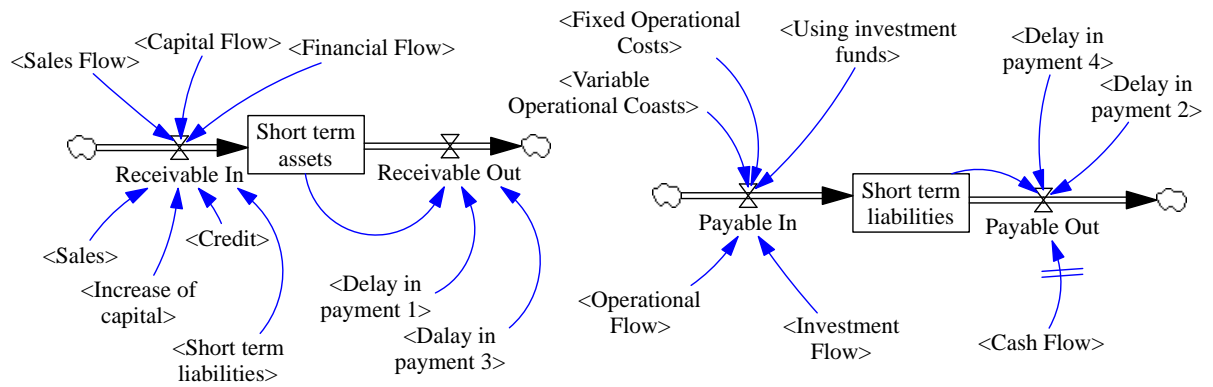 <Sales Flow>
<Capital Flow>
<Financial Flow>
Short term
assets
Receivable In
Receivable Out
<Sales>
<Increase of
capital>
<Credit>
<Short term
liabilities>
<Delay in
payment 1>
<Dalay in
payment 3>
<Fixed Operational
Costs>
<Using investment
funds>
<Variable
Operational Coasts>
<Delay in
payment 4>
<Delay in
payment 2>
Short term
liabilities
Payable In
Payable Out
<Operational
Flow>
<Investment
Flow>
<Cash Flow>